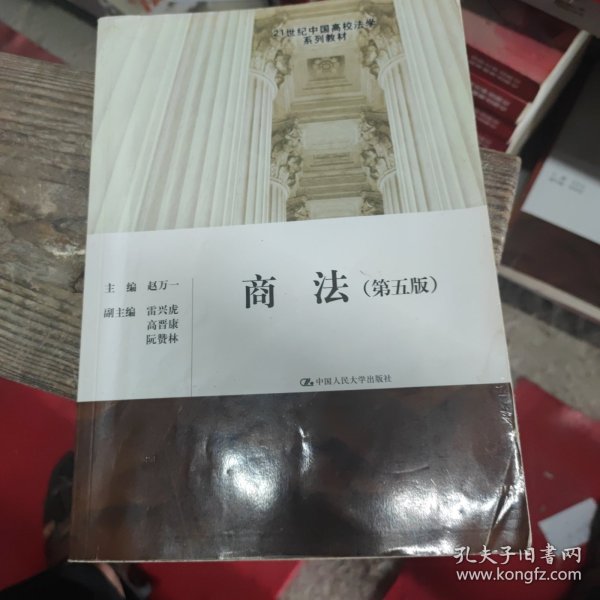 21世纪中国高校法学
系列教材
主 编 赵万一
副主编 雷兴虎
高晋康
阮赞林
商 法(第五版)
中国人民大学出版社
孔夫子旧书网
www.kongfz.com